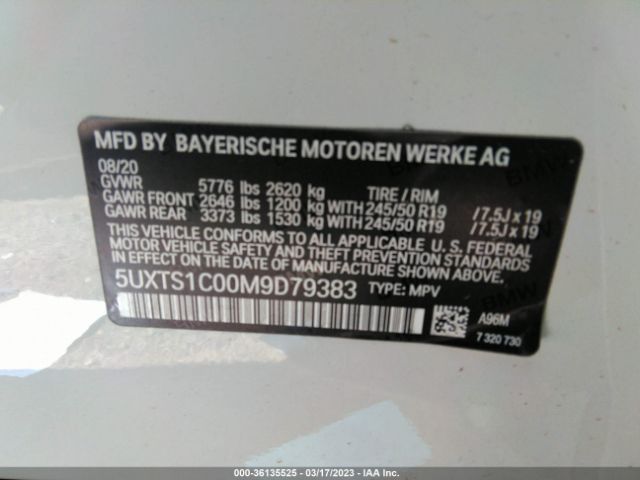 MFD BY BAYERISCHE MOTOREN WERKE AG
08/20
GVWR 5776 lbs 2620 kg TIRE / RIM
GAWR FRONT 2646 lbs 1200 kg WITH 245/50 R19 / 7.5J x 19
GAWR REAR 3373 lbs 1530 kg WITH 245/50 R19 / 7.5J x 19
THIS VEHICLE CONFORMS TO ALL APPLICABLE U. S. FEDERAL
MOTOR VEHICLE SAFETY AND THEFT PREVENTION STANDARDS
IN EFFECT ON THE DATE OF MANUFACTURE SHOWN ABOVE.
5UXTS1C00M9D79383 TYPE: MPV
A96M
7 320 730
000-36135525 - 03/17/2023 - IAA Inc.